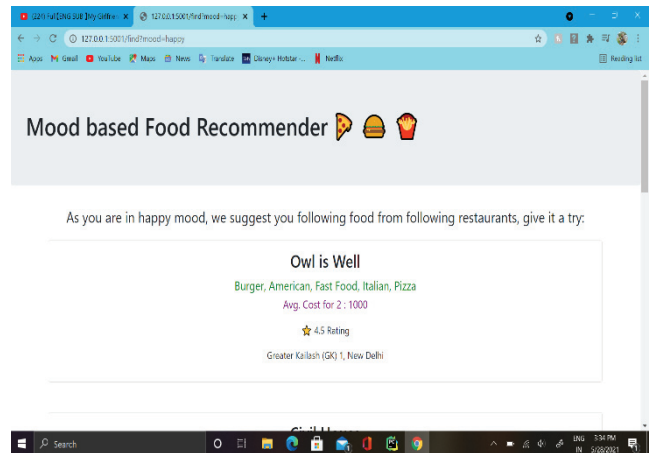 (224) Full[ENG SUB ]My Girlfrie
127.0.0.1:5001/find?mood=happ
127.0.0.1:5001/find?mood=happy
Apps Gmail YouTube Maps News Translate Disney+ Hotstar -... Netflix Reading list
Mood based Food Recommender
As you are in happy mood, we suggest you following food from following restaurants, give it a try:
Owl is Well
Burger, American, Fast Food, Italian, Pizza
Avg. Cost for 2 : 1000
4.5 Rating
Greater Kailash (GK) 1, New Delhi
Search
ENG 3:34 PM
IN 5/28/2021